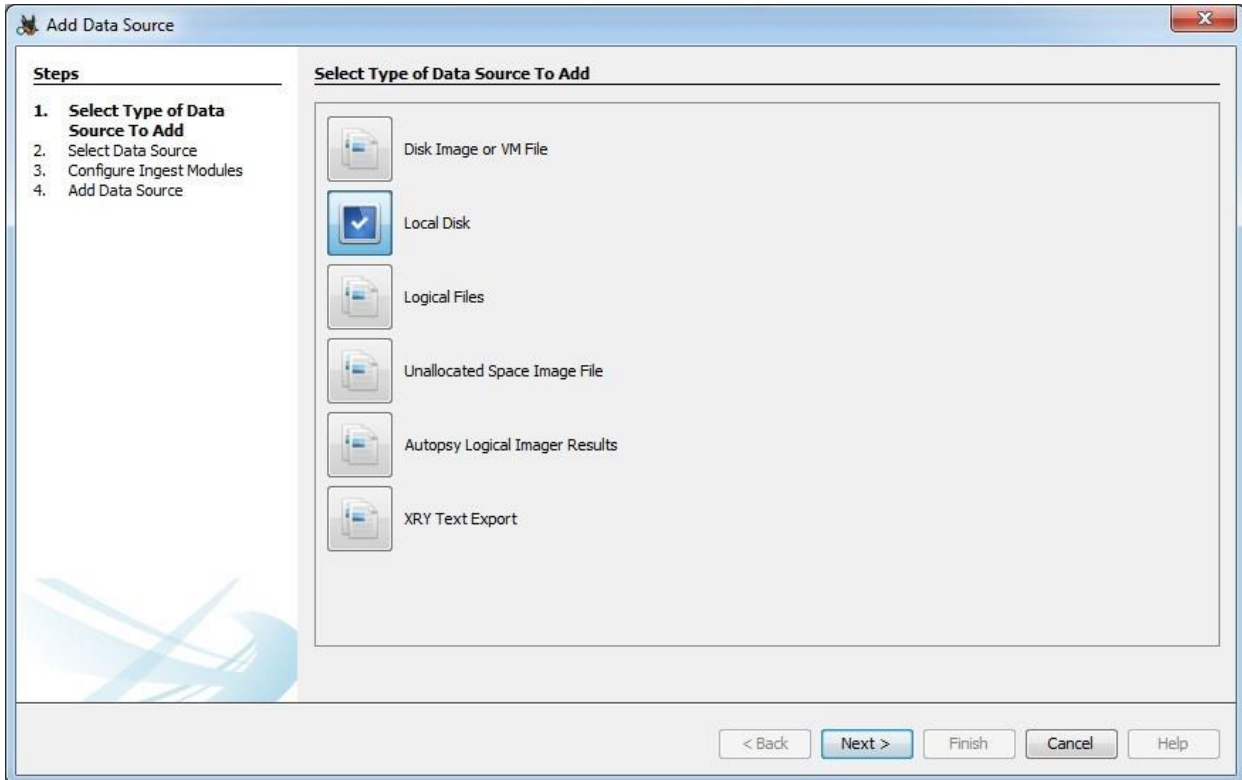 Add Data Source
Steps
1. Select Type of Data
Source To Add
2. Select Data Source
3. Configure Ingest Modules
4. Add Data Source
Select Type of Data Source To Add
Disk Image or VM File
Local Disk
Logical Files
Unallocated Space Image File
Autopsy Logical Imager Results
XRY Text Export
< Back Next > Finish Cancel Help